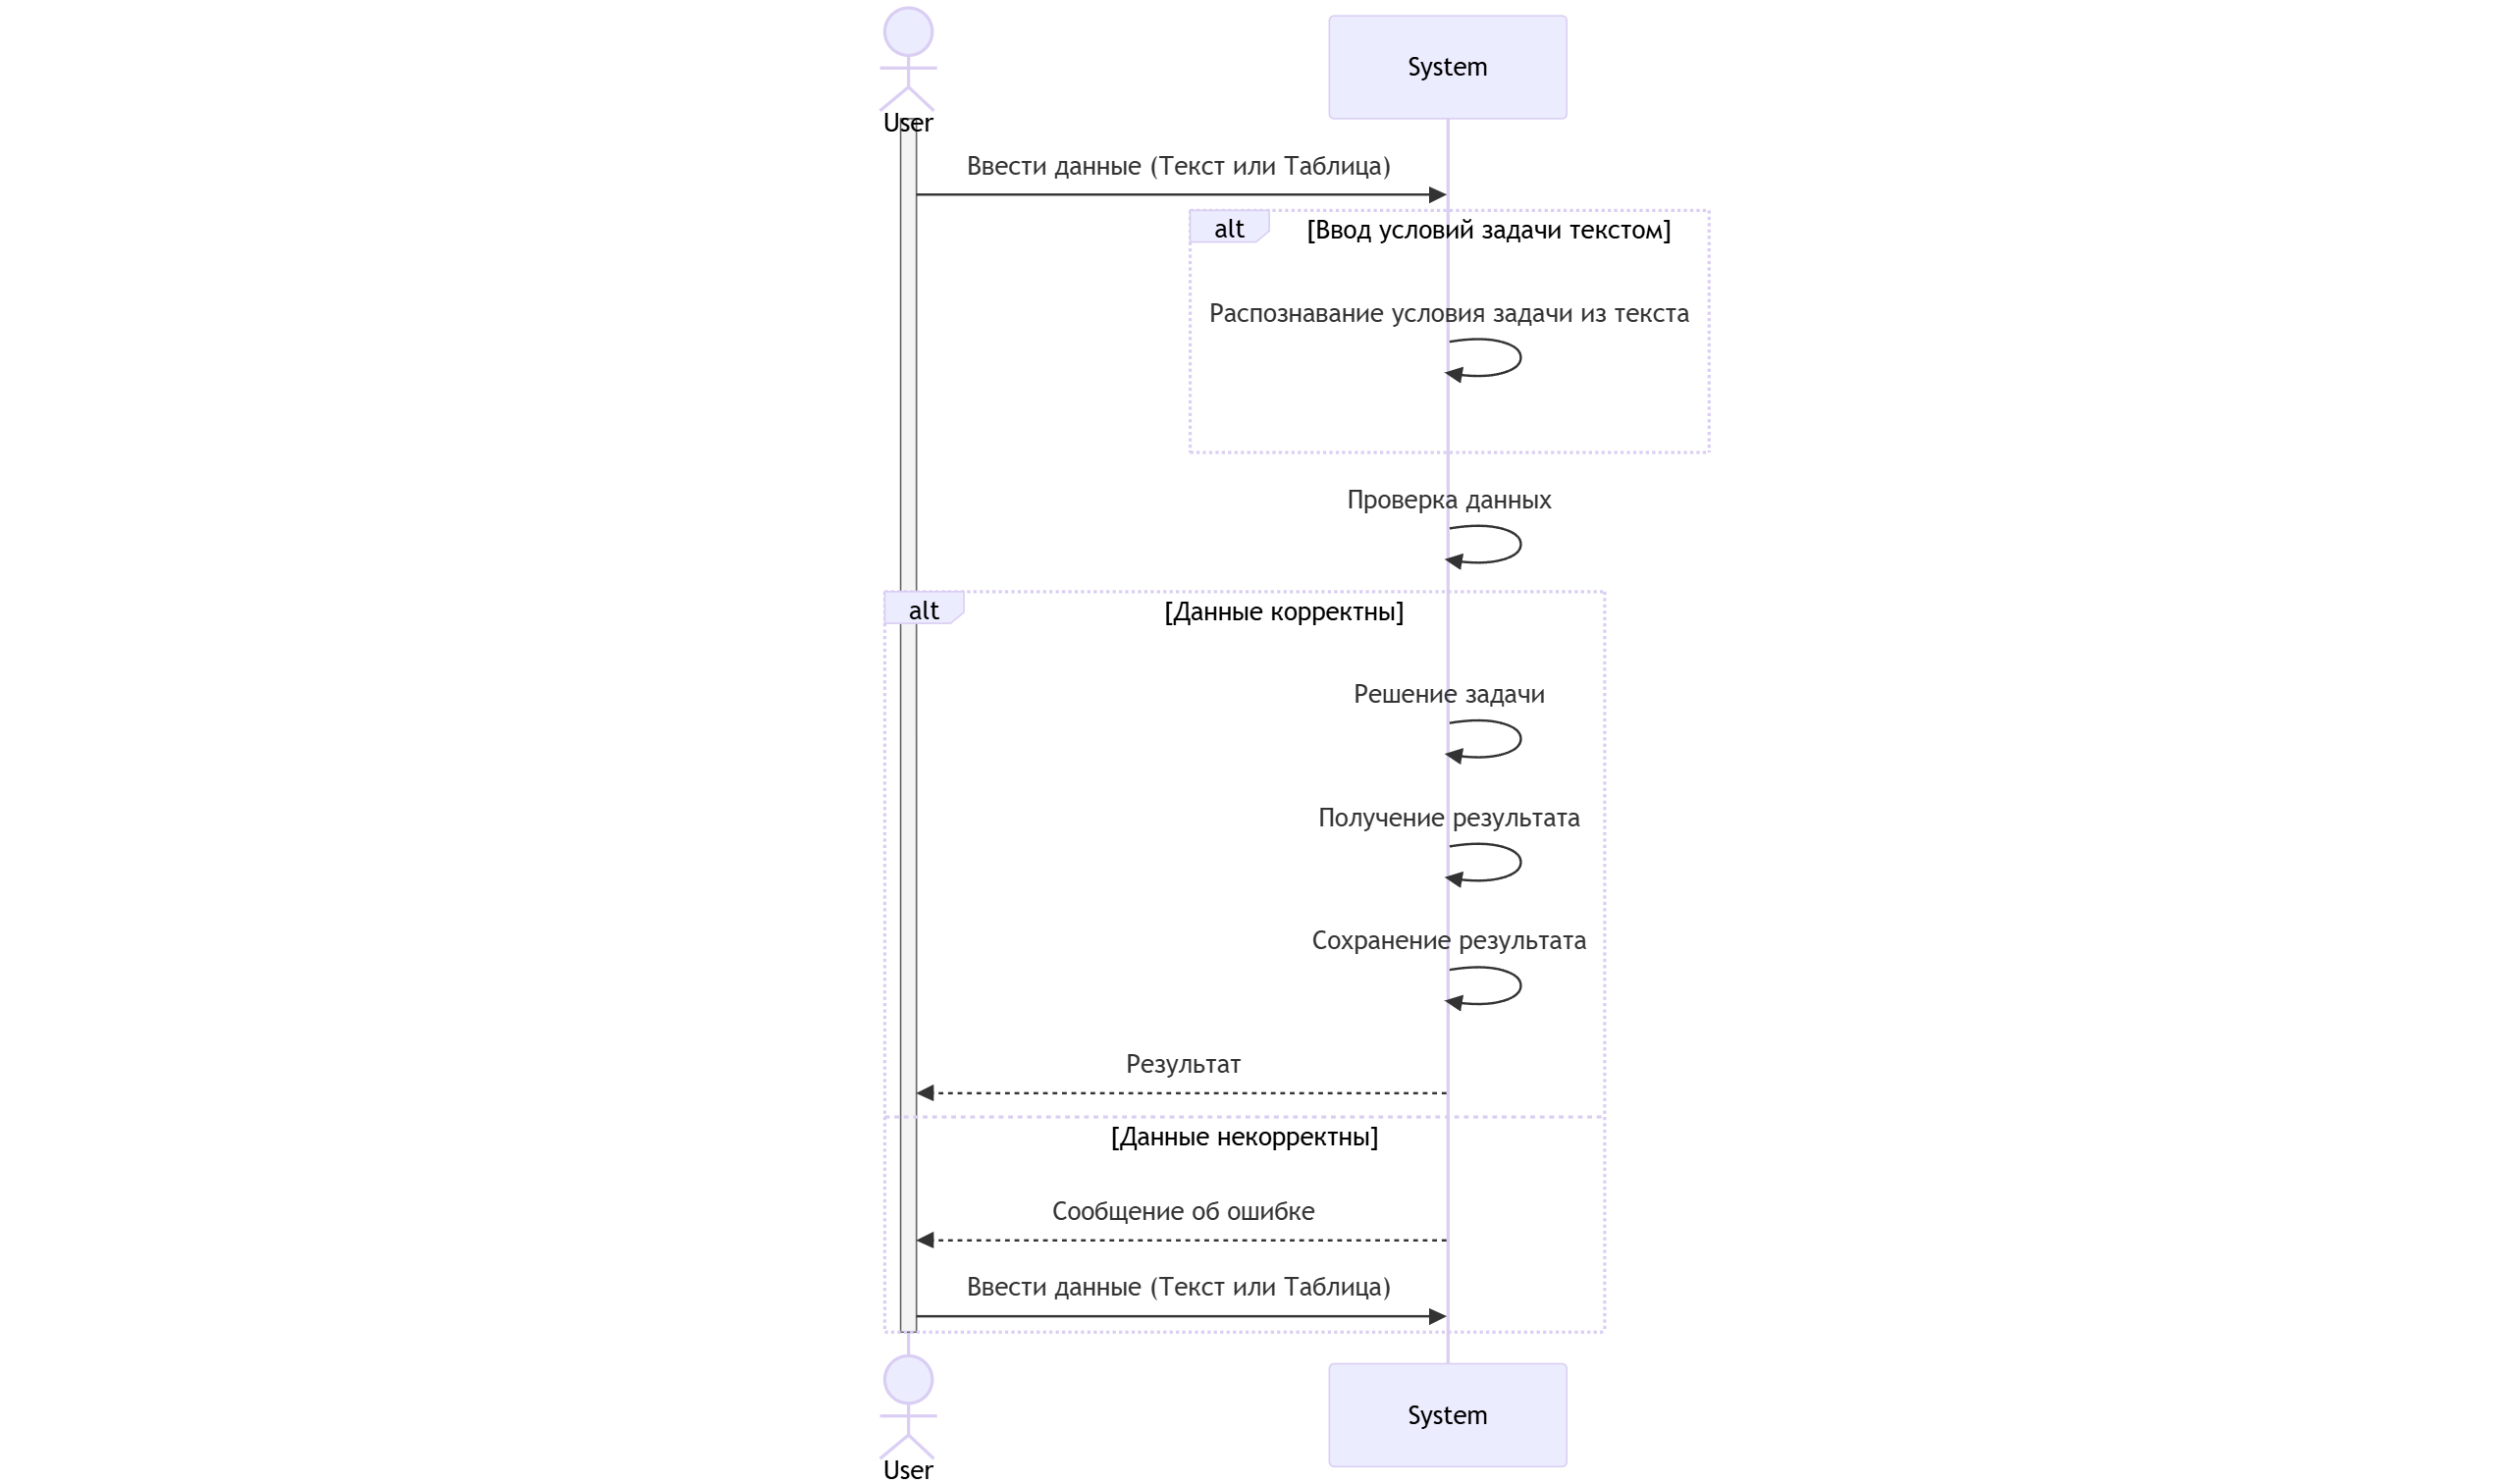 User
System
Ввести данные (Текст или Таблица)
alt
[Ввод условий задачи текстом]
Распознавание условия задачи из текста
Проверка данных
alt
[Данные корректны]
Решение задачи
Получение результата
Сохранение результата
Результат
[Данные некорректны]
Сообщение об ошибке
Ввести данные (Текст или Таблица)
System
User